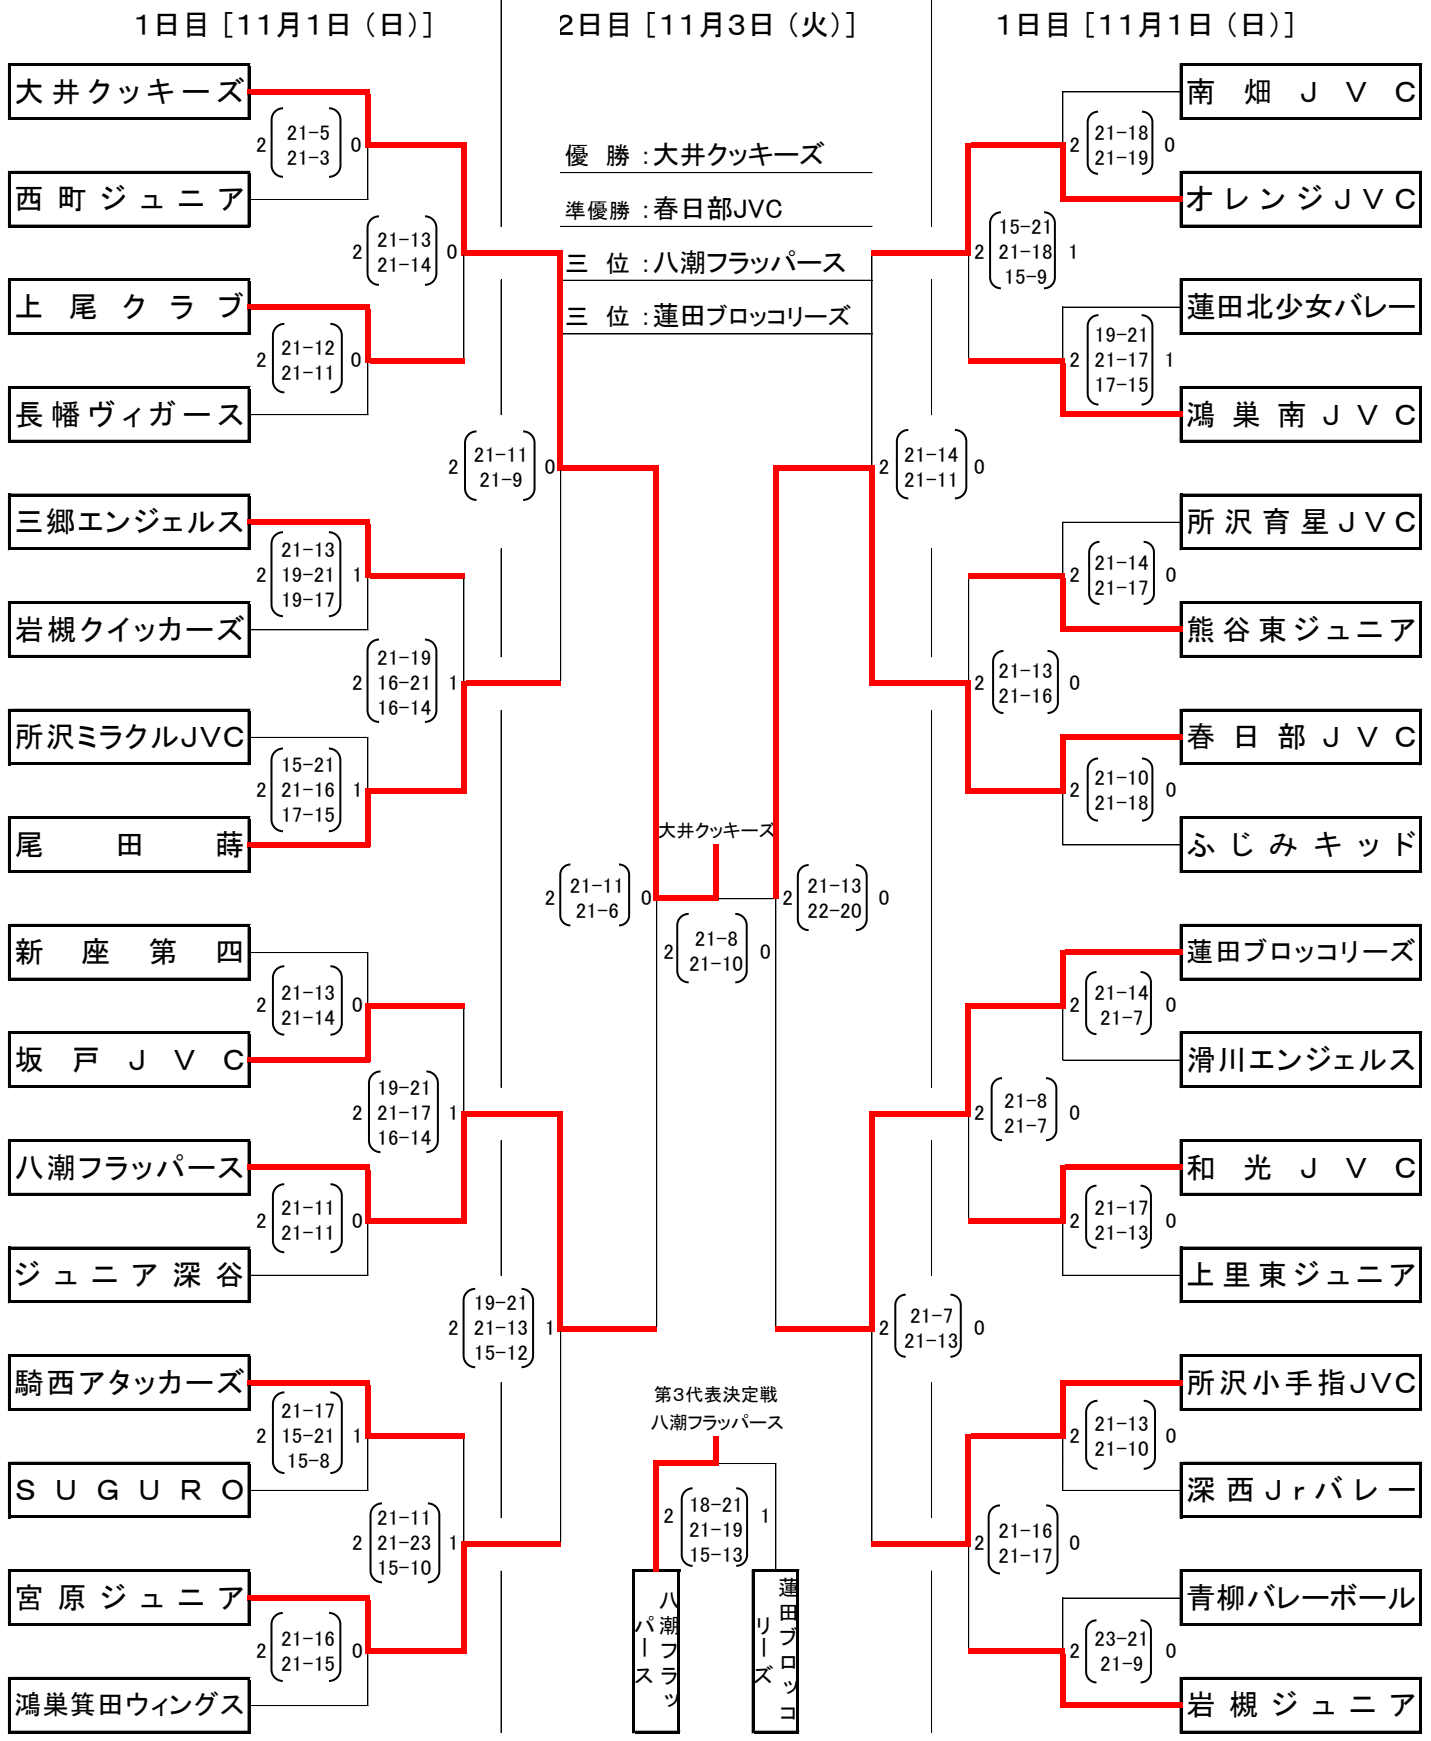 1日目［11月1日（日）］
2日目［11月3日（火）］
1日目［11月1日（日）］
大井クッキーズ
2 21-5 0
21-3
西町ジュニア
2 21-13 0
21-14
上尾クラブ
2 21-12 0
21-11
長幡ヴィガース
2 21-11 0
21-9
三郷エンジェルス
2 21-13 1
19-21
19-17
岩槻クイッカーズ
2 21-19 1
16-21
16-14
所沢ミラクルJVC
2 15-21 1
21-16
17-15
尾田蒔
2 21-11 0
21-6
新座第四
2 21-13 0
21-14
坂戸JVC
2 19-21 1
21-17
16-14
八潮フラッパース
2 21-11 0
21-11
ジュニア深谷
2 19-21 1
21-13
15-12
騎西アタッカーズ
2 21-17 1
15-21
15-8
SUGURO
2 21-11 1
21-23
15-10
宮原ジュニア
2 21-16 0
21-15
鴻巣箕田ウィングス
優勝：大井クッキーズ
準優勝：春日部JVC
三位：八潮フラッパース
三位：蓮田ブロッコリーズ
大井クッキーズ
2 21-8 0
21-10
第3代表決定戦
八潮フラッパース
2 18-21 1
21-19
15-13
八潮フラッ
パース
蓮田ブロッコ
リーズ
南畑JVC
2 21-18 0
21-19
オレンジJVC
2 15-21 1
21-18
15-9
蓮田北少女バレー
2 19-21 1
21-17
17-15
鴻巣南JVC
2 21-14 0
21-11
所沢育星JVC
2 21-14 0
21-17
熊谷東ジュニア
2 21-13 0
21-16
春日部JVC
2 21-10 0
21-18
ふじみキッド
2 21-13 0
22-20
蓮田ブロッコリーズ
2 21-14 0
21-7
滑川エンジェルス
2 21-8 0
21-7
和光JVC
2 21-17 0
21-13
上里東ジュニア
2 21-7 0
21-13
所沢小手指JVC
2 21-13 0
21-10
深西Jrバレー
2 21-16 0
21-17
青柳バレーボール
2 23-21 0
21-9
岩槻ジュニア